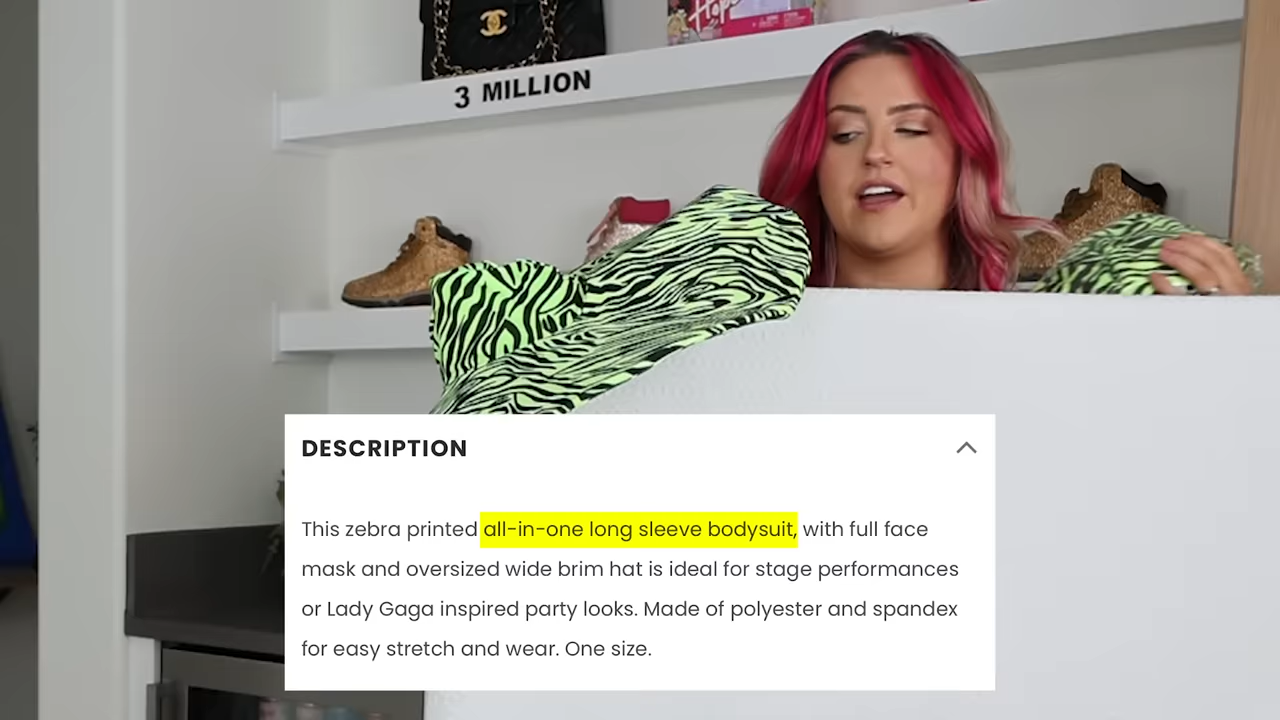 Hops
3 MILLION
DESCRIPTION
This zebra printed all-in-one long sleeve bodysuit, with full face
mask and oversized wide brim hat is ideal for stage performances
or Lady Gaga inspired party looks. Made of polyester and spandex
for easy stretch and wear. One size.